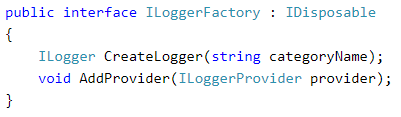 public interface ILoggerFactory : IDisposable
{
    ILogger CreateLogger(string categoryName);
    void AddProvider(ILoggerProvider provider);
}